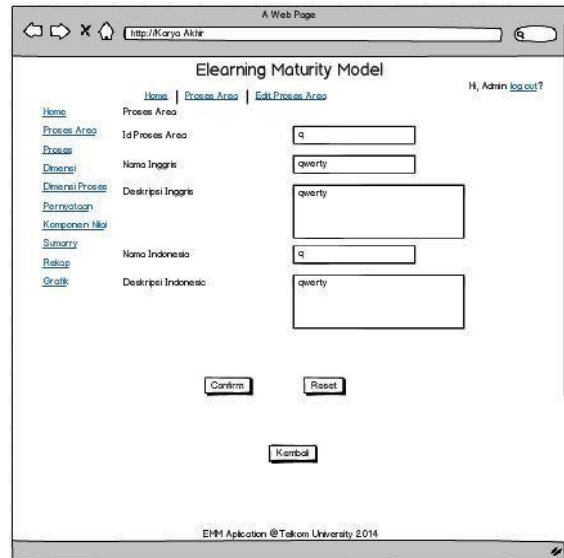 A Web Page
http://Karya Akhir
Elearning Maturity Model
Hi, Admin log out?
Home | Proses Area | Edit Proses Area
Home
Proses Area
Proses
Dimensi
Dimensi Proses
Pernyataan
Komponen Nilai
Sumarry
Rekap
Grafik
Proses Area
Id Proses Area q
Nama Inggris qwerty
Deskripsi Inggris qwerty
Nama Indonesia q
Deskripsi Indonesic qwerty
Confirm Reset
Kembali
EMM Aplication @Telkom University 2014